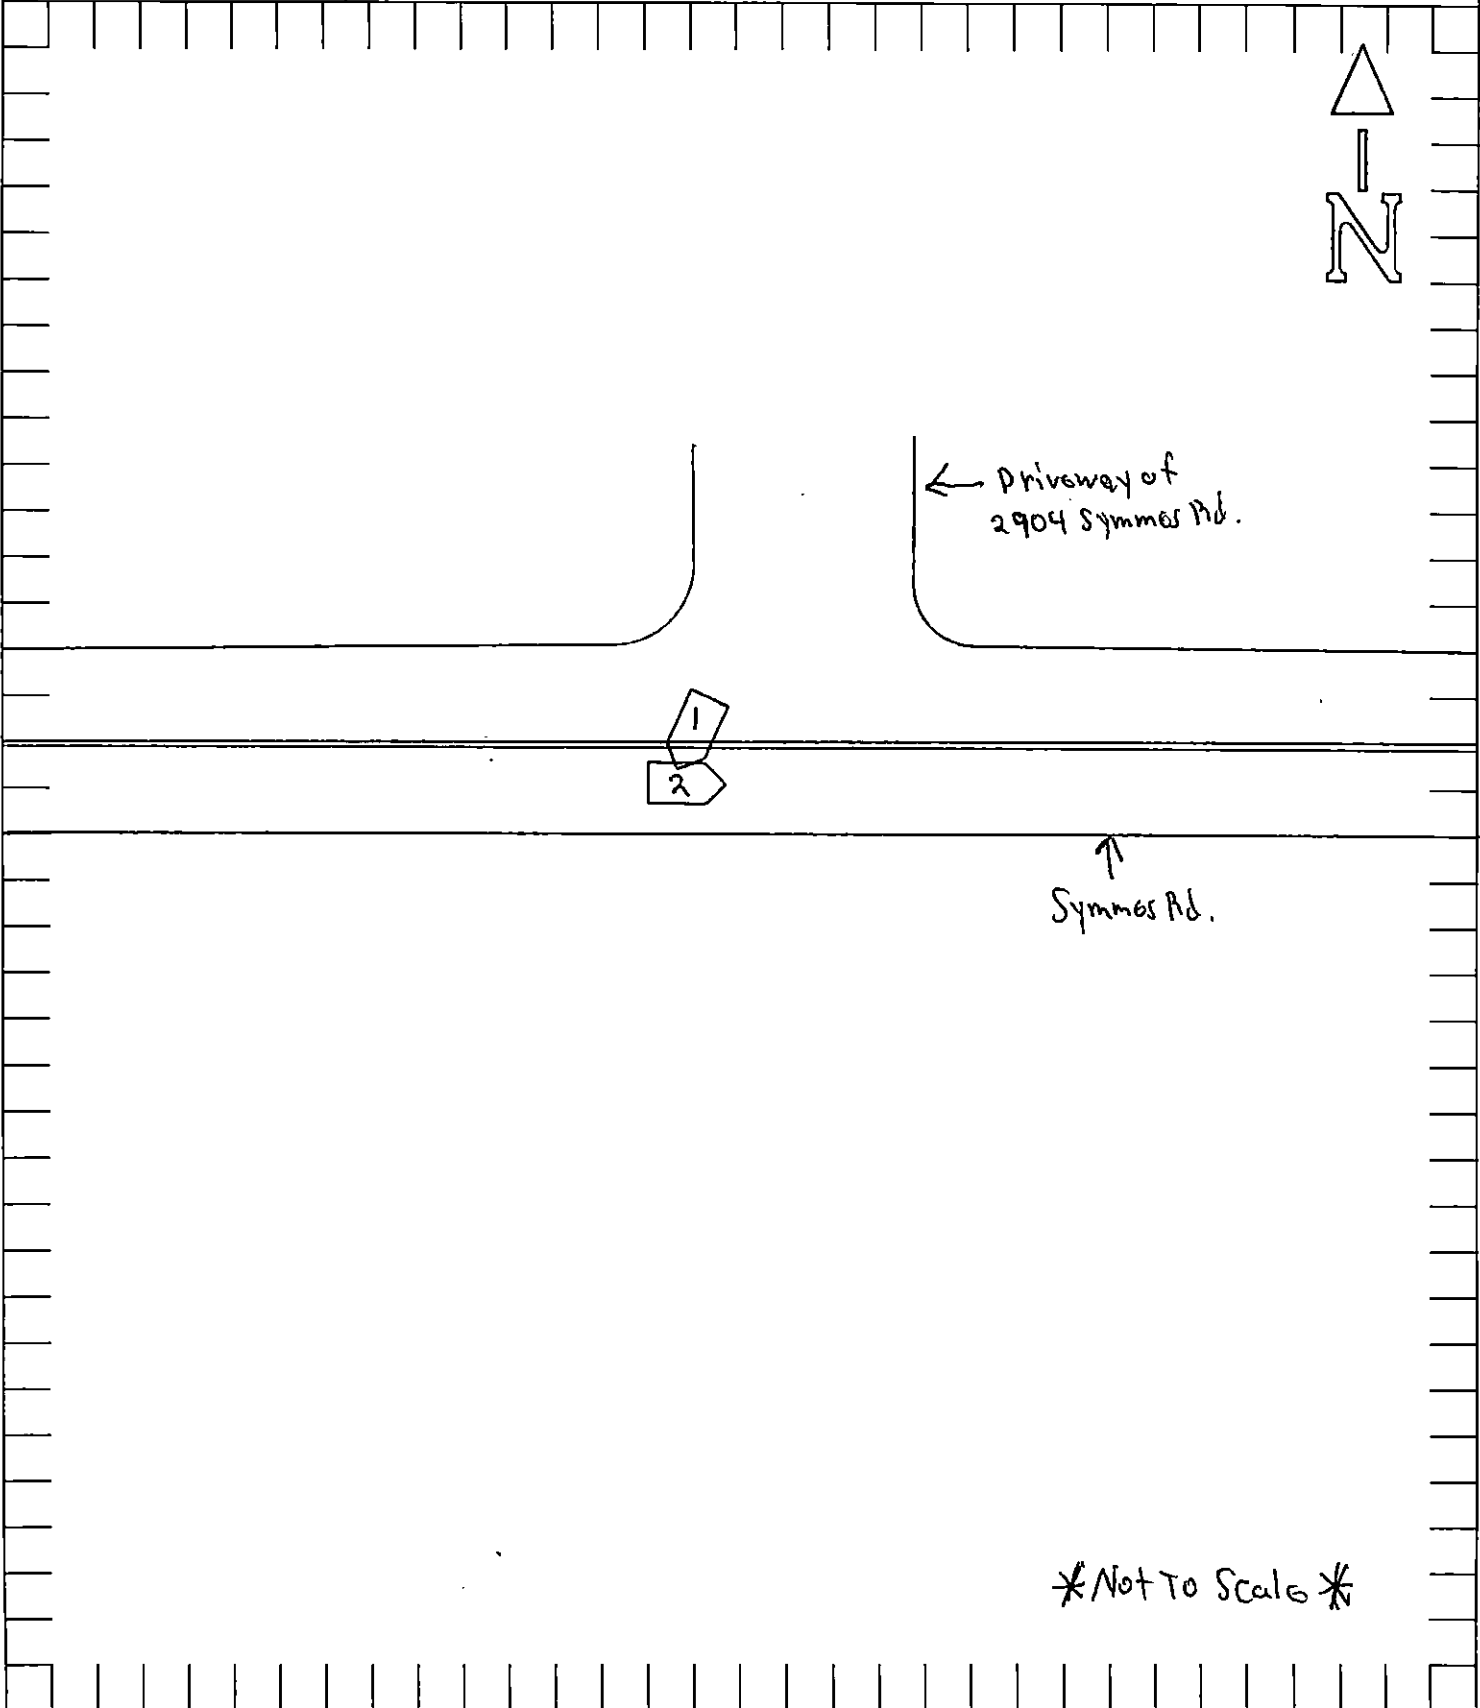 N
Driveway of
2904 Symmes Rd.
1
2
Symmes Rd.
*Not To Scale*